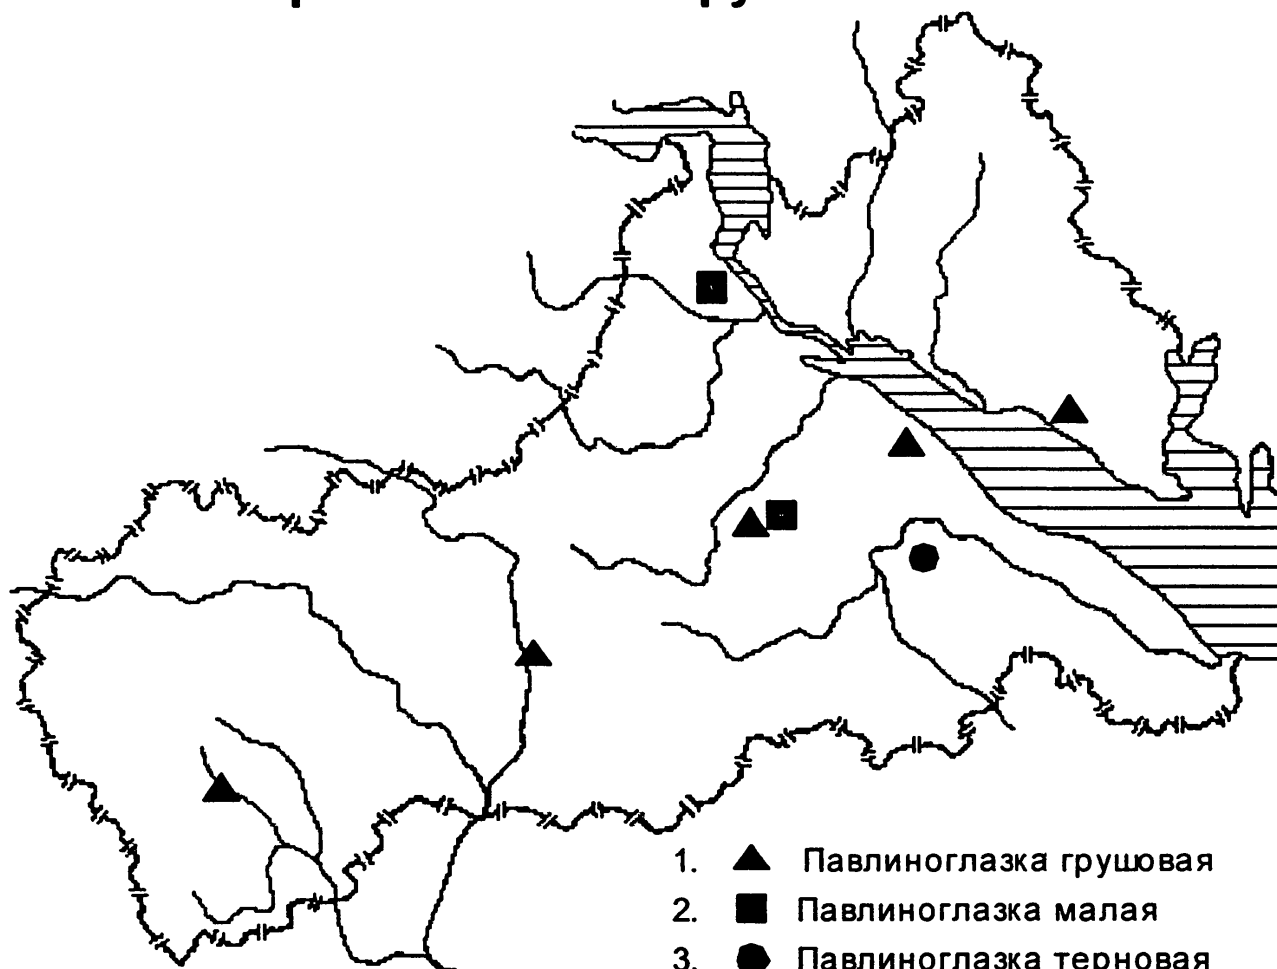 1. Павлиноглазка грушовая
2. Павлиноглазка малая
3. Павлиноглазка терновая